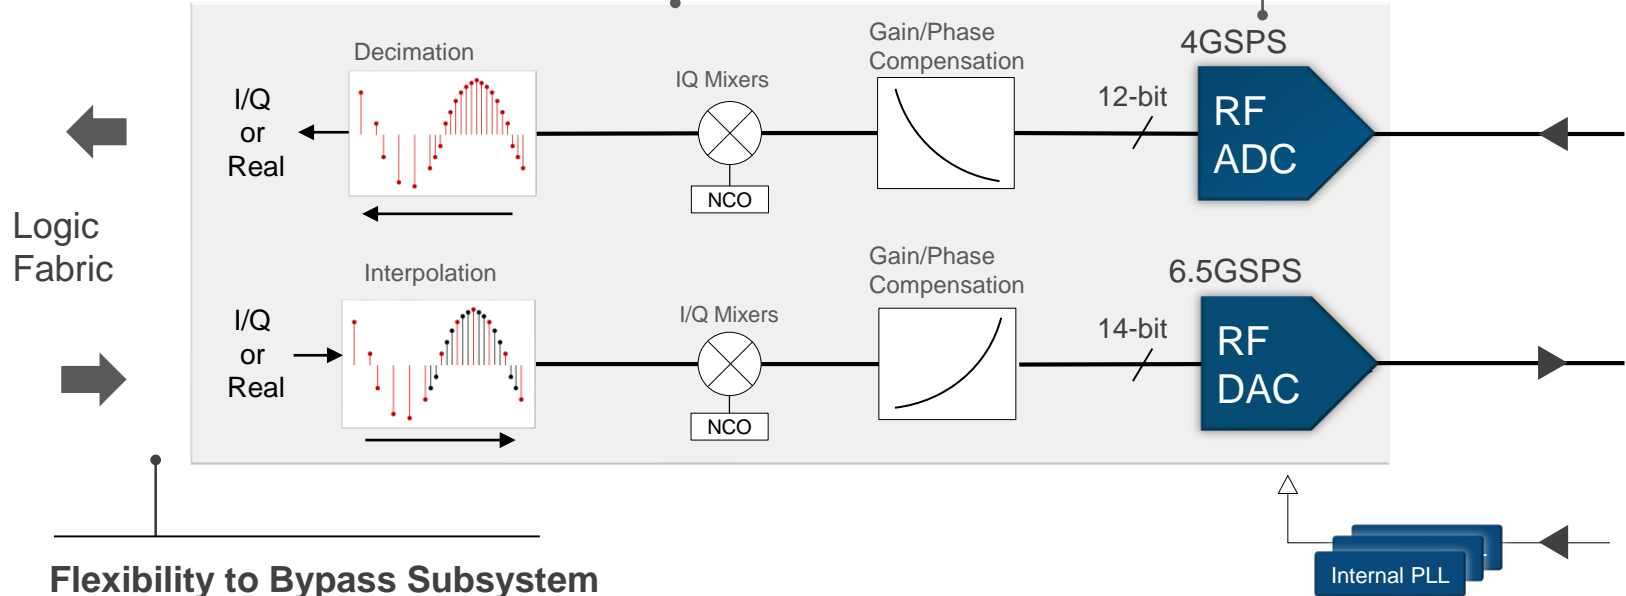 Decimation
I/Q
or
Real
IQ Mixers
NCO
Gain/Phase
Compensation
12-bit
4GSPS
RF
ADC
Logic
Fabric
Interpolation
I/Q
or
Real
I/Q Mixers
NCO
Gain/Phase
Compensation
14-bit
6.5GSPS
RF
DAC
Flexibility to Bypass Subsystem
Internal PLL